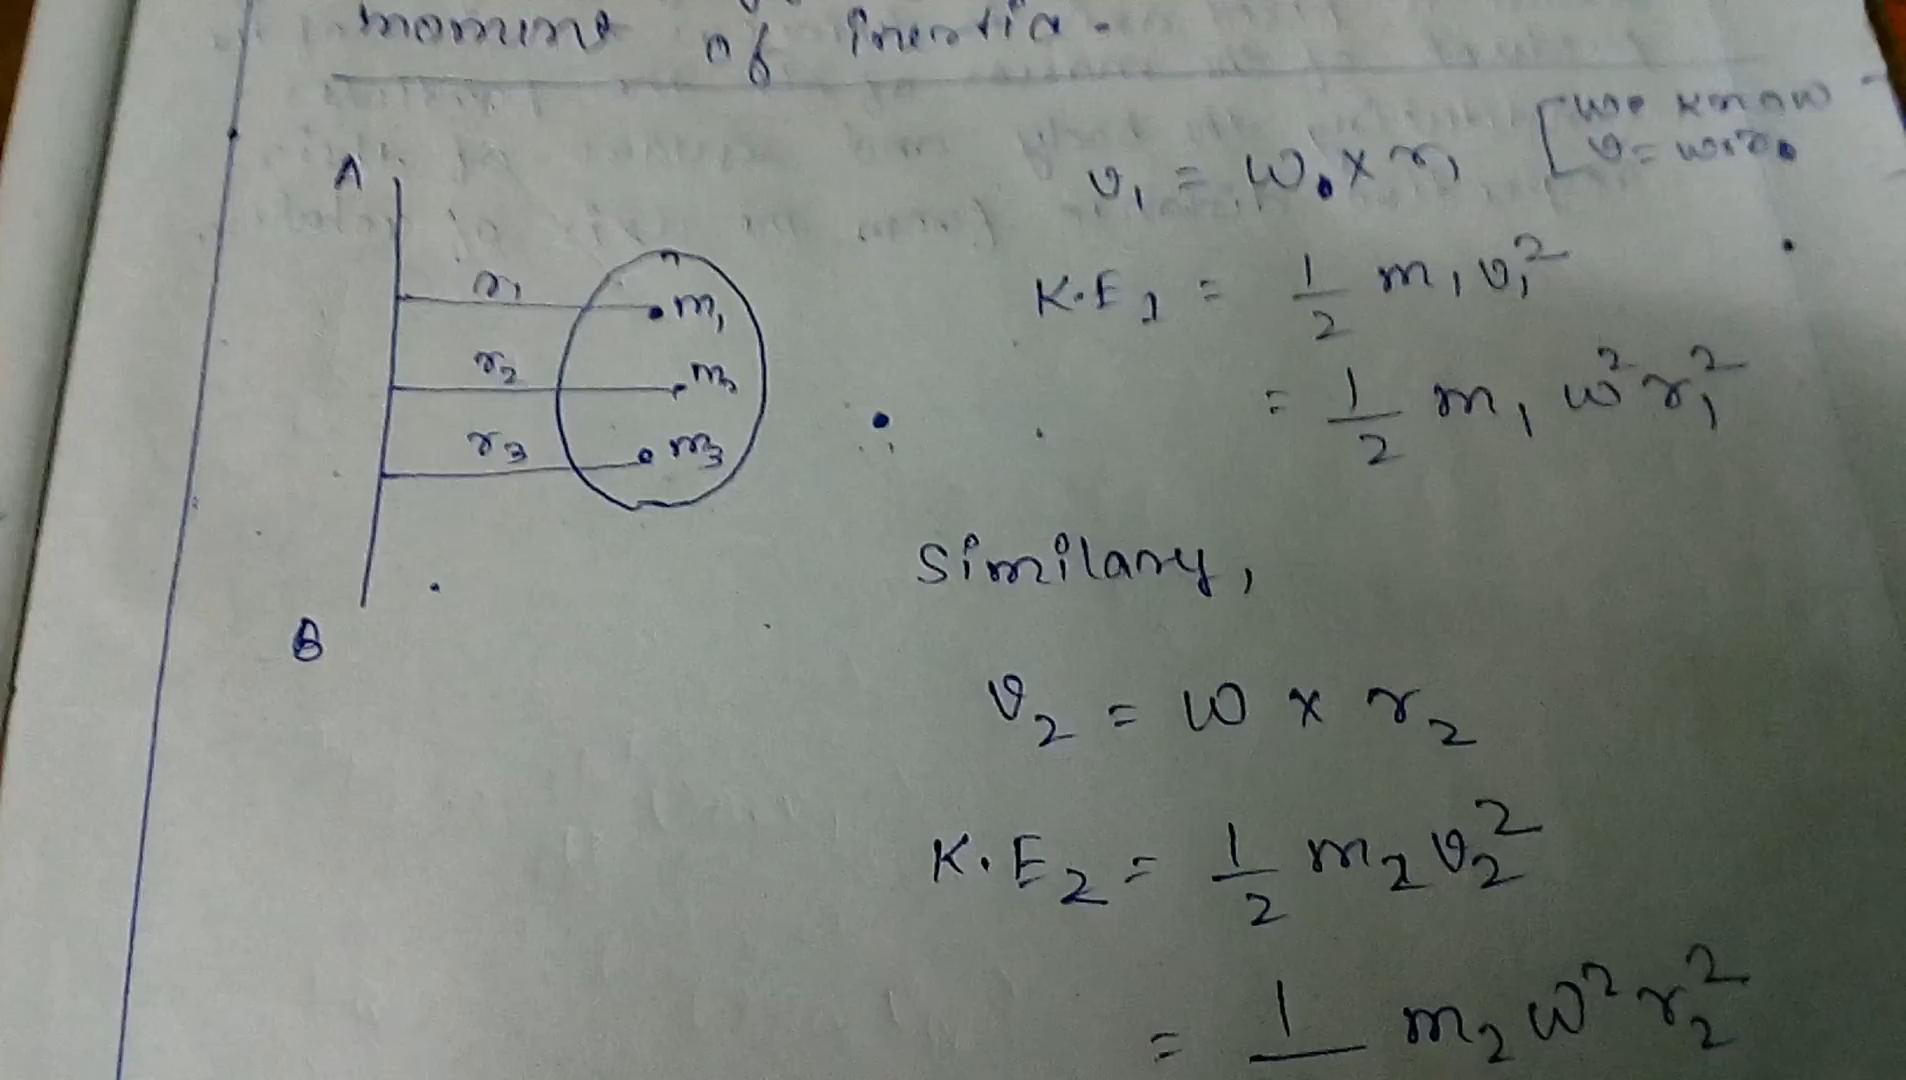 moment of inertia.
A
B
r₁ m₁
r₂ m₂
r₃ m₃
v₁ = ω × r₁ [we know
v = ω×r
K.E₁ = 1/2 m₁ v₁²
= 1/2 m₁ ω² r₁²
Similary,
v₂ = ω × r₂
K.E₂ = 1/2 m₂ v₂²
= 1 m₂ ω² r₂²